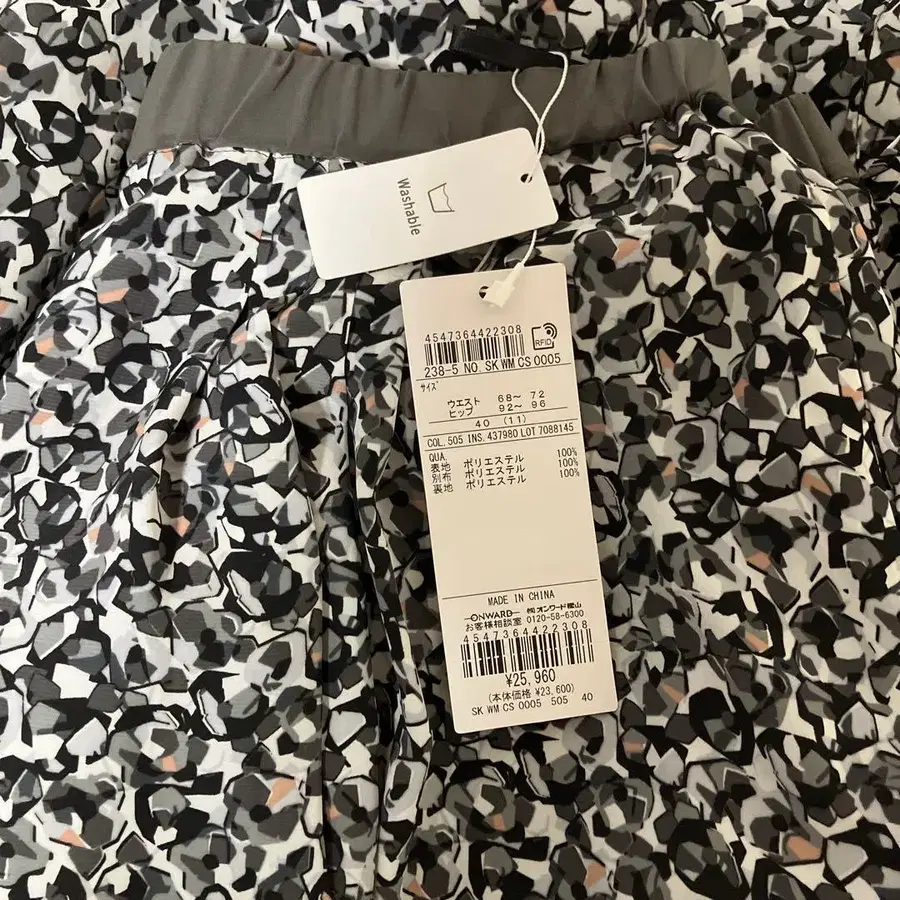 Washable
4547364422308
RFID
238-5 NO. SK WM CS 0005
サイズ
ウエスト 68～ 72
ヒップ 92～ 96
40 (11)
COL. 505 INS. 437980 LOT 7088145
QUA.
表地 ポリエステル 100%
別布 ポリエステル 100%
裏地 ポリエステル 100%
MADE IN CHINA
ONWARD ㈱オンワード樫山
お客様相談室 0120-58-6300
4547364422308
¥25,960
(本体価格 ¥23,600)
SK WM CS 0005 505 40